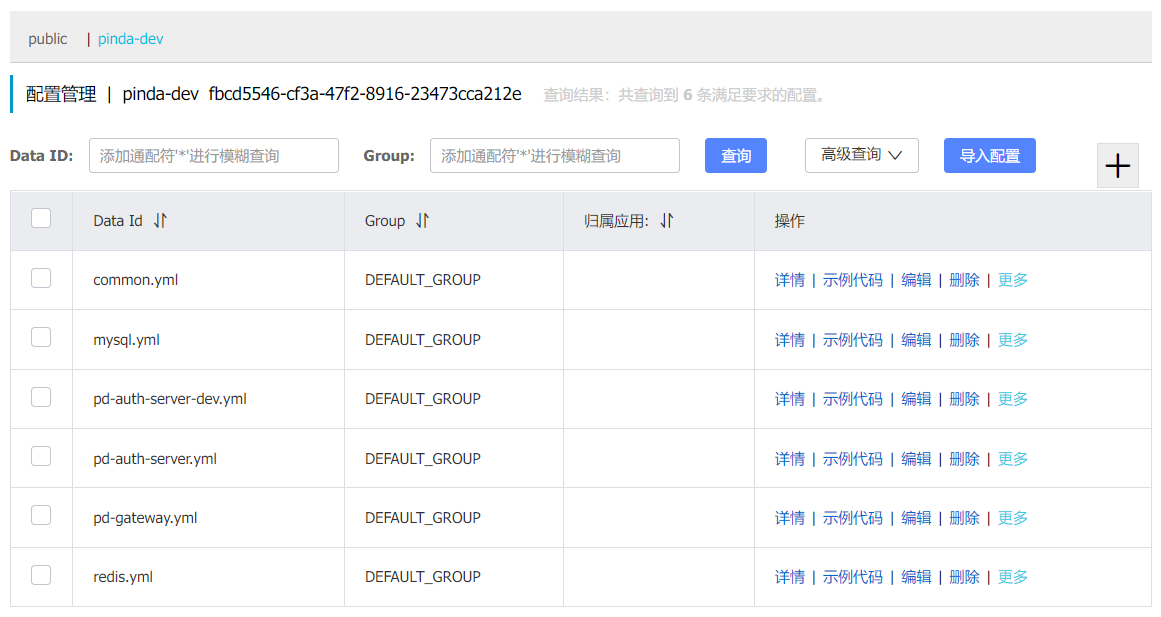 public | pinda-dev
配置管理 | pinda-dev fbcd5546-cf3a-47f2-8916-23473cca212e 查询结果：共查询到 6 条满足要求的配置。
Data ID: 添加通配符'*'进行模糊查询 Group: 添加通配符'*'进行模糊查询 查询 高级查询 导入配置
Data Id Group 归属应用: 操作
common.yml DEFAULT_GROUP 详情 | 示例代码 | 编辑 | 删除 | 更多
mysql.yml DEFAULT_GROUP 详情 | 示例代码 | 编辑 | 删除 | 更多
pd-auth-server-dev.yml DEFAULT_GROUP 详情 | 示例代码 | 编辑 | 删除 | 更多
pd-auth-server.yml DEFAULT_GROUP 详情 | 示例代码 | 编辑 | 删除 | 更多
pd-gateway.yml DEFAULT_GROUP 详情 | 示例代码 | 编辑 | 删除 | 更多
redis.yml DEFAULT_GROUP 详情 | 示例代码 | 编辑 | 删除 | 更多